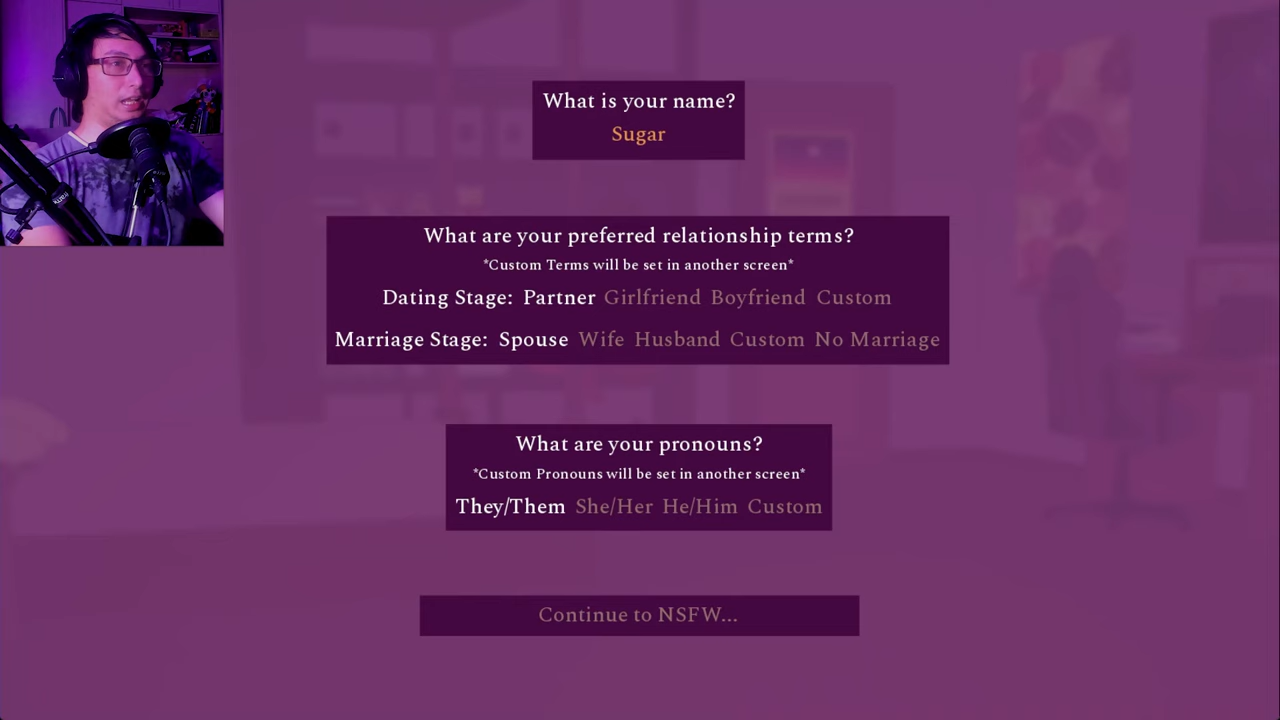 What is your name?
Sugar
What are your preferred relationship terms?
*Custom Terms will be set in another screen*
Dating Stage: Partner Girlfriend Boyfriend Custom
Marriage Stage: Spouse Wife Husband Custom No Marriage
What are your pronouns?
*Custom Pronouns will be set in another screen*
They/Them She/Her He/Him Custom
Continue to NSFW...